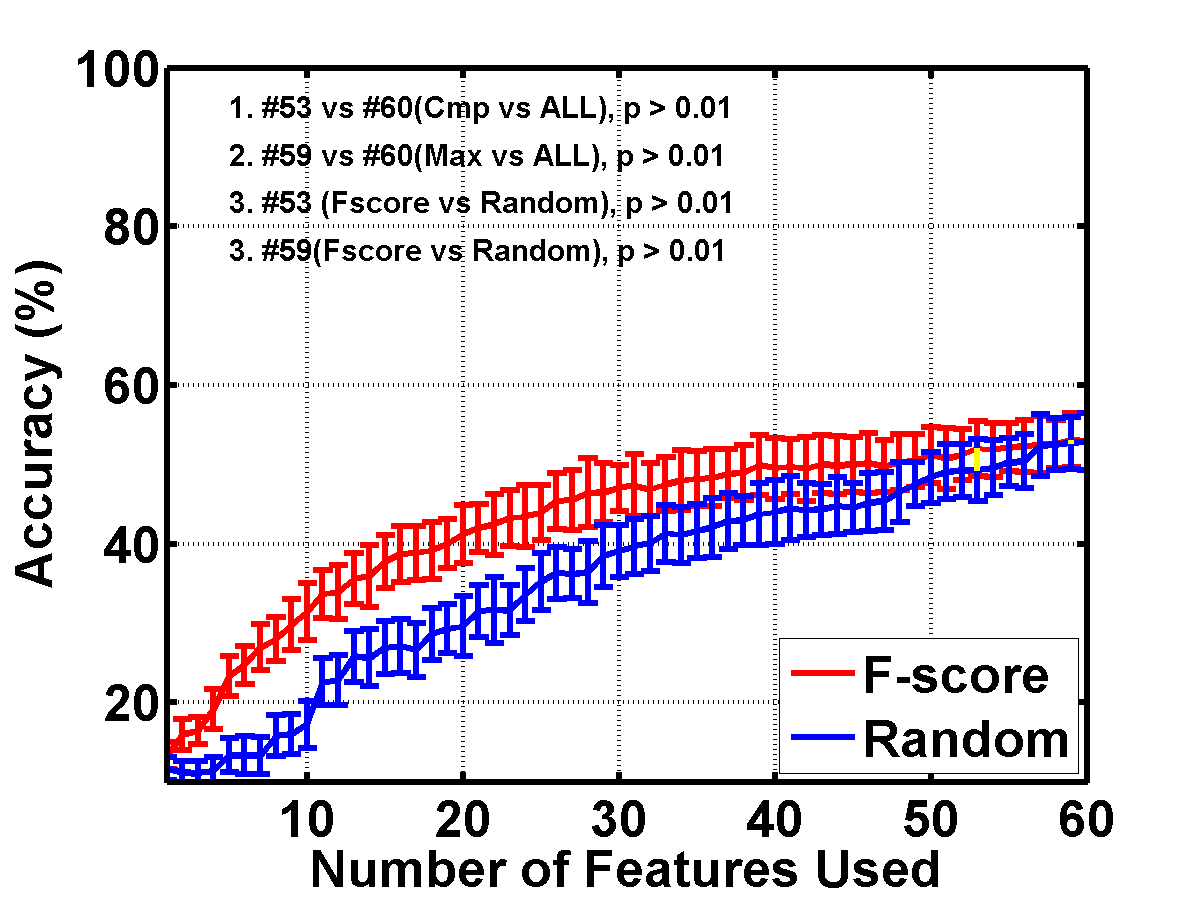 100
80
60
40
20
Accuracy (%)
1. #53 vs #60(Cmp vs ALL), p > 0.01
2. #59 vs #60(Max vs ALL), p > 0.01
3. #53 (Fscore vs Random), p > 0.01
3. #59(Fscore vs Random), p > 0.01
F-score
Random
10 20 30 40 50 60
Number of Features Used